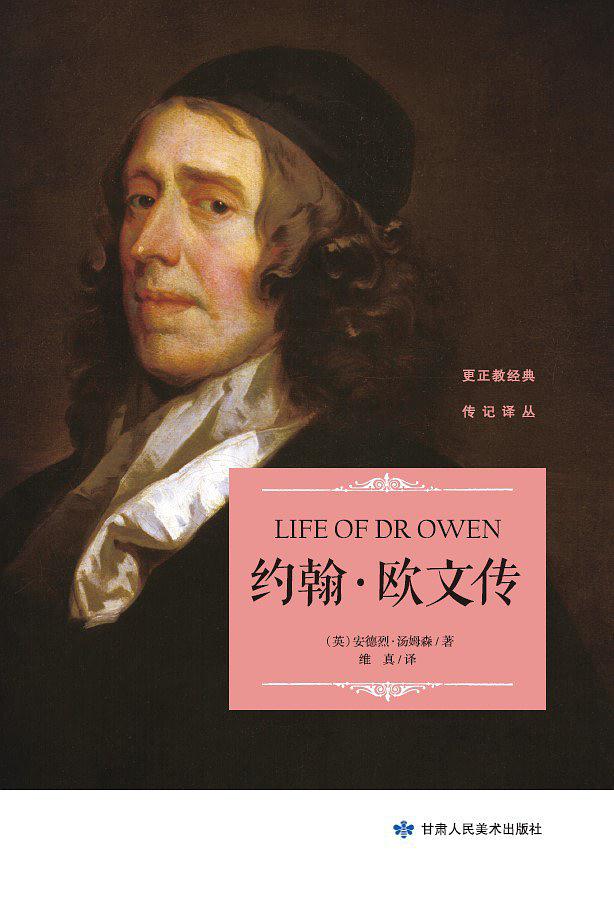 更正教经典
传记译丛
LIFE OF DR OWEN
约翰·欧文传
（英）安德烈·汤姆森/著
维 真/译
甘肃人民美术出版社